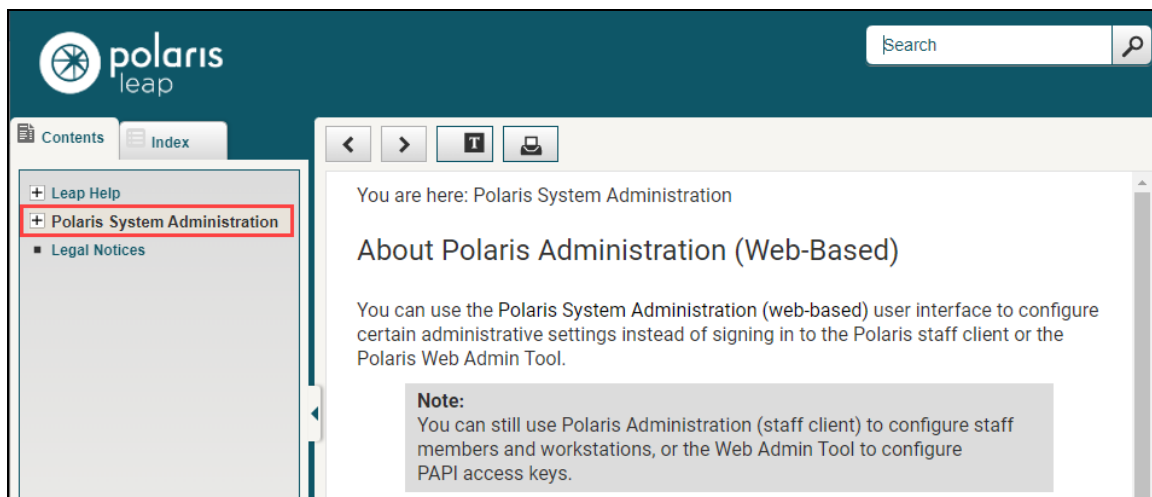 polaris
leap
Search
Contents
Index
T
Leap Help
Polaris System Administration
Legal Notices
You are here: Polaris System Administration
About Polaris Administration (Web-Based)
You can use the Polaris System Administration (web-based) user interface to configure
certain administrative settings instead of signing in to the Polaris staff client or the
Polaris Web Admin Tool.
Note:
You can still use Polaris Administration (staff client) to configure staff
members and workstations, or the Web Admin Tool to configure
PAPI access keys.